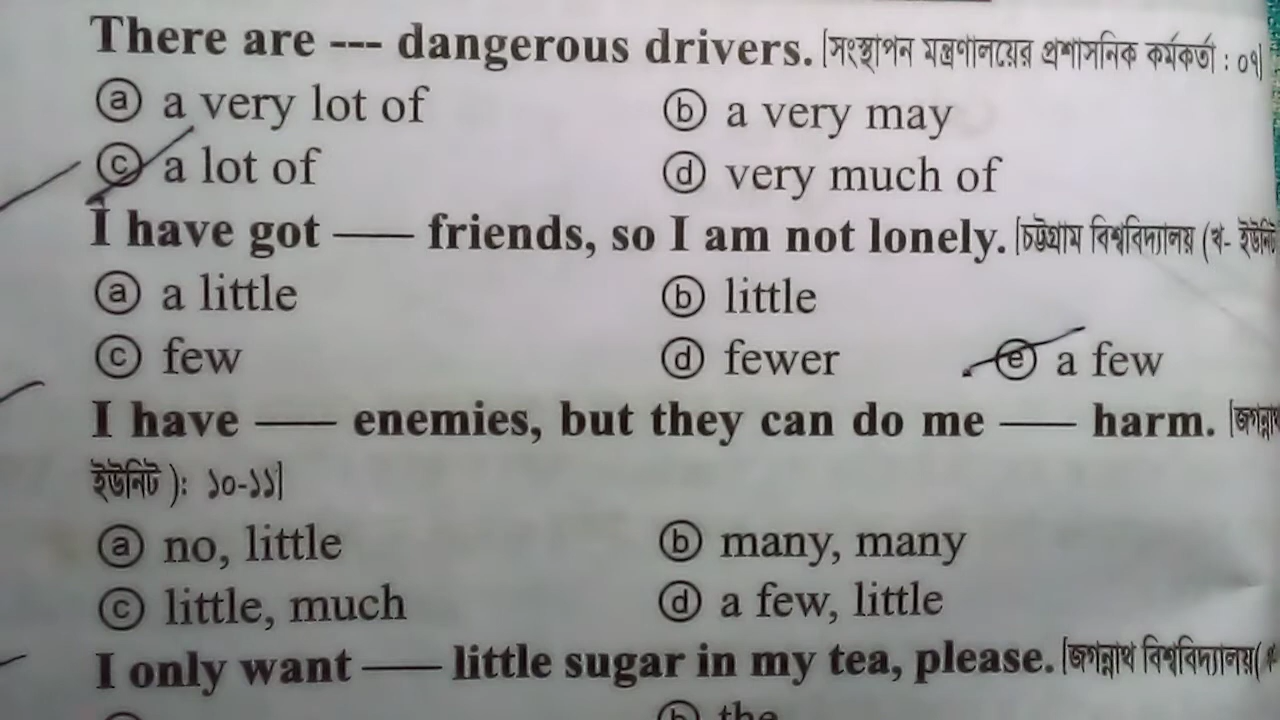 There are --- dangerous drivers. [সংস্থাপন মন্ত্রণালয়ের প্রশাসনিক কর্মকর্তা : ০৭]
ⓐ a very lot of ⓑ a very may
ⓒ a lot of ⓓ very much of
I have got —— friends, so I am not lonely. [চট্টগ্রাম বিশ্ববিদ্যালয় (খ- ইউনিট
ⓐ a little ⓑ little
ⓒ few ⓓ fewer ⓔ a few
I have —— enemies, but they can do me —— harm.
ইউনিট ): ১০-১১]
ⓐ no, little ⓑ many, many
ⓒ little, much ⓓ a few, little
I only want —— little sugar in my tea, please. [জগন্নাথ বিশ্ববিদ্যালয়(
ⓑ the